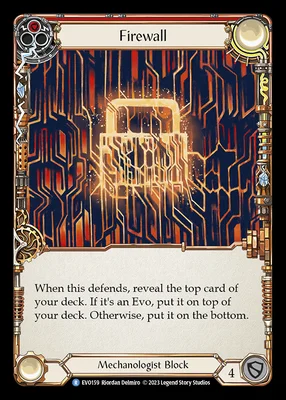 Firewall
When this defends, reveal the top card of
your deck. If it's an Evo, put it on top of
your deck. Otherwise, put it on the bottom.
Mechanologist Block
4
R EVO159 Riordan Delmiro © 2023 Legend Story Studios